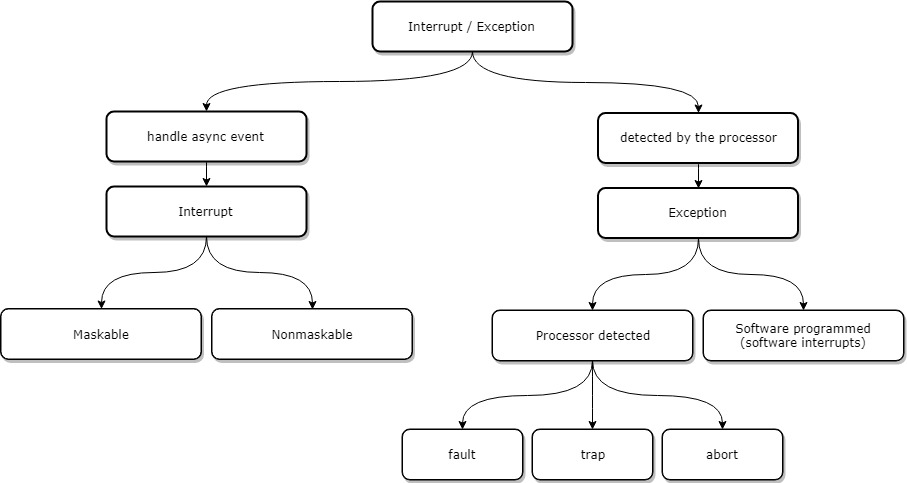 Interrupt / Exception
handle async event
detected by the processor
Interrupt
Exception
Maskable
Nonmaskable
Processor detected
Software programmed
(software interrupts)
fault
trap
abort